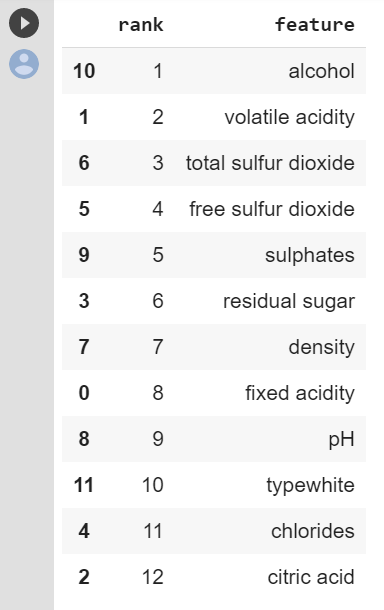 rank feature
10 1 alcohol
1 2 volatile acidity
6 3 total sulfur dioxide
5 4 free sulfur dioxide
9 5 sulphates
3 6 residual sugar
7 7 density
0 8 fixed acidity
8 9 pH
11 10 typewhite
4 11 chlorides
2 12 citric acid